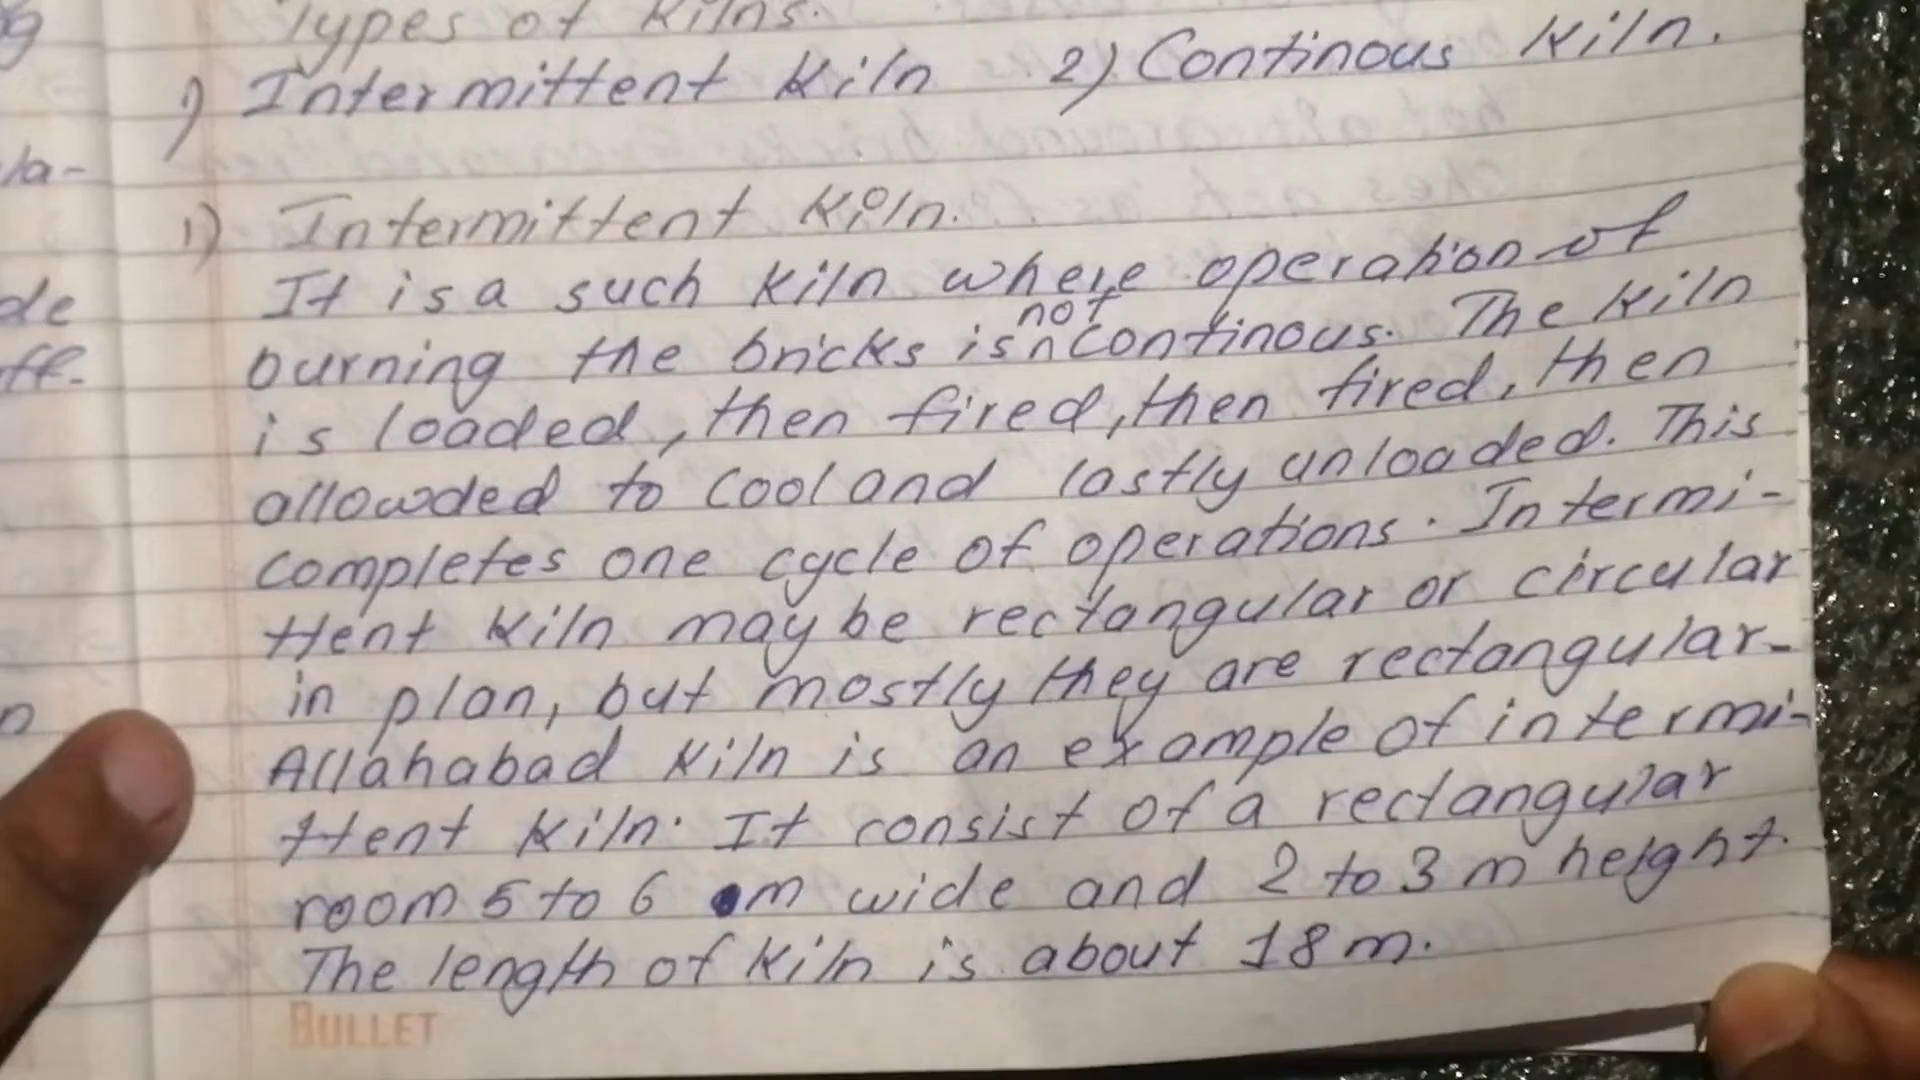 Types of Kilns.
1) Intermittent Kiln 2) Continous Kiln.
1) Intermittent Kiln.
It is a such Kiln where operation of
burning the bricks is not continous. The Kiln
is loaded, then fired, then fired, then
allowded to cool and lastly unloaded. This
completes one cycle of operations. Intermi-
ttent Kiln may be rectangular or circular
in plan, but mostly they are rectangular-
Allahabad Kiln is an example of intermi-
ttent Kiln. It consist of a rectangular
room 5 to 6 m wide and 2 to 3 m height.
The length of Kiln is about 18 m.
BULLET